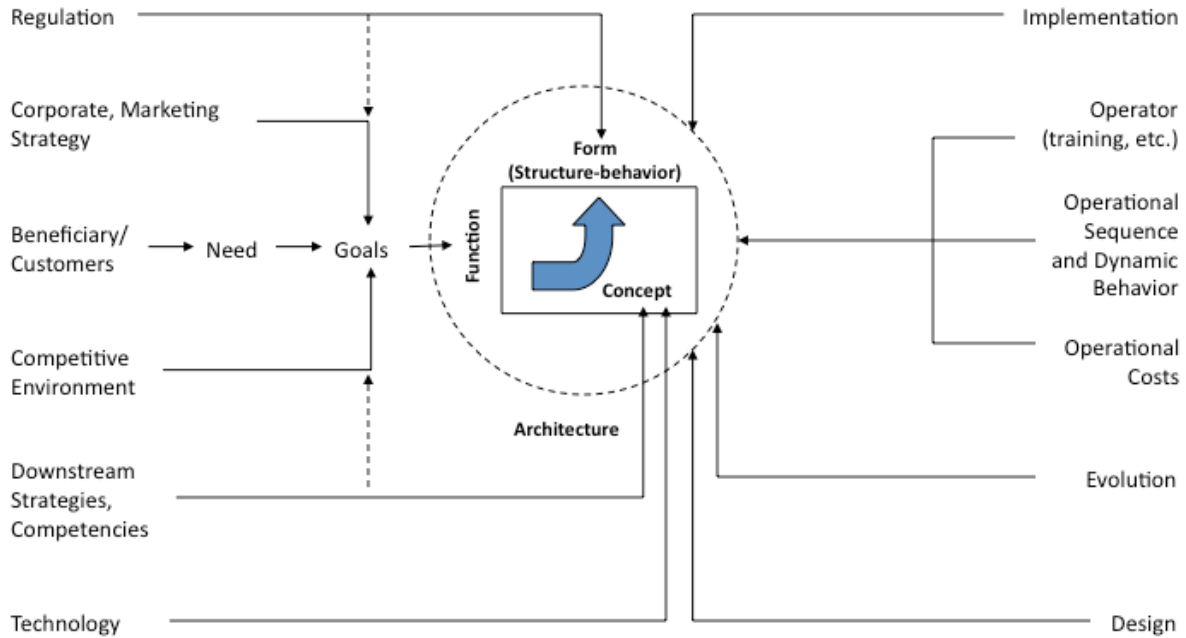 Regulation
Implementation
Corporate, Marketing
Strategy
Operator
(training, etc.)
Form
(Structure-behavior)
Beneficiary/
Customers
Need
Goals
Function
Concept
Operational
Sequence
and Dynamic
Behavior
Competitive
Environment
Operational
Costs
Architecture
Downstream
Strategies,
Competencies
Evolution
Technology
Design